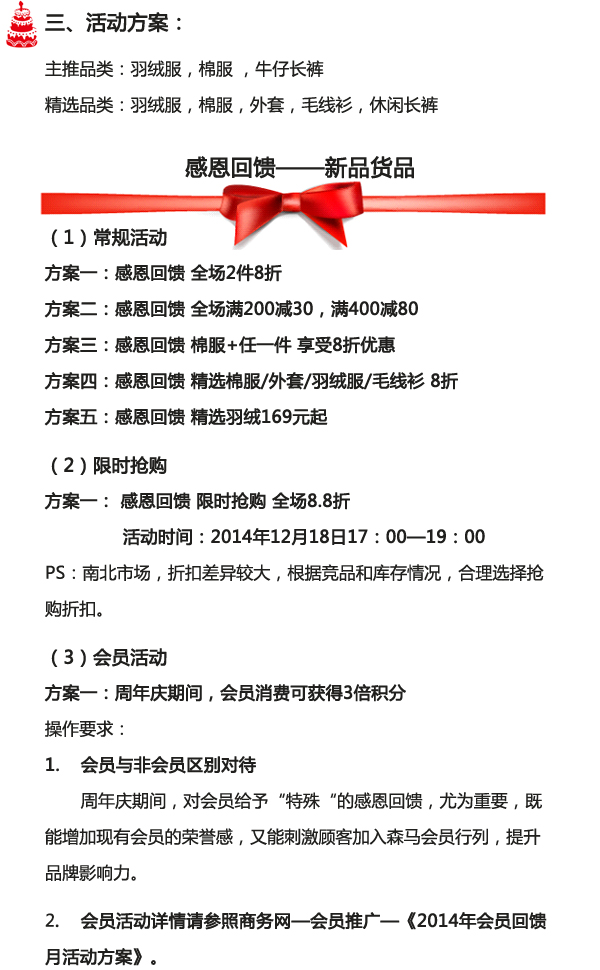 三、活动方案：
主推品类：羽绒服，棉服 ，牛仔长裤
精选品类：羽绒服，棉服，外套，毛线衫，休闲长裤
感恩回馈——新品货品
（1）常规活动
方案一：感恩回馈 全场2件8折
方案二：感恩回馈 全场满200减30，满400减80
方案三：感恩回馈 棉服+任一件 享受8折优惠
方案四：感恩回馈 精选棉服/外套/羽绒服/毛线衫 8折
方案五：感恩回馈 精选羽绒169元起
（2）限时抢购
方案一： 感恩回馈 限时抢购 全场8.8折
活动时间：2014年12月18日17：00—19：00
PS：南北市场，折扣差异较大，根据竞品和库存情况，合理选择抢
购折扣。
（3）会员活动
方案一：周年庆期间，会员消费可获得3倍积分
操作要求：
1. 会员与非会员区别对待
周年庆期间，对会员给予“特殊“的感恩回馈，尤为重要，既
能增加现有会员的荣誉感，又能刺激顾客加入森马会员行列，提升
品牌影响力。
2. 会员活动详情请参照商务网—会员推广—《2014年会员回馈
月活动方案》。